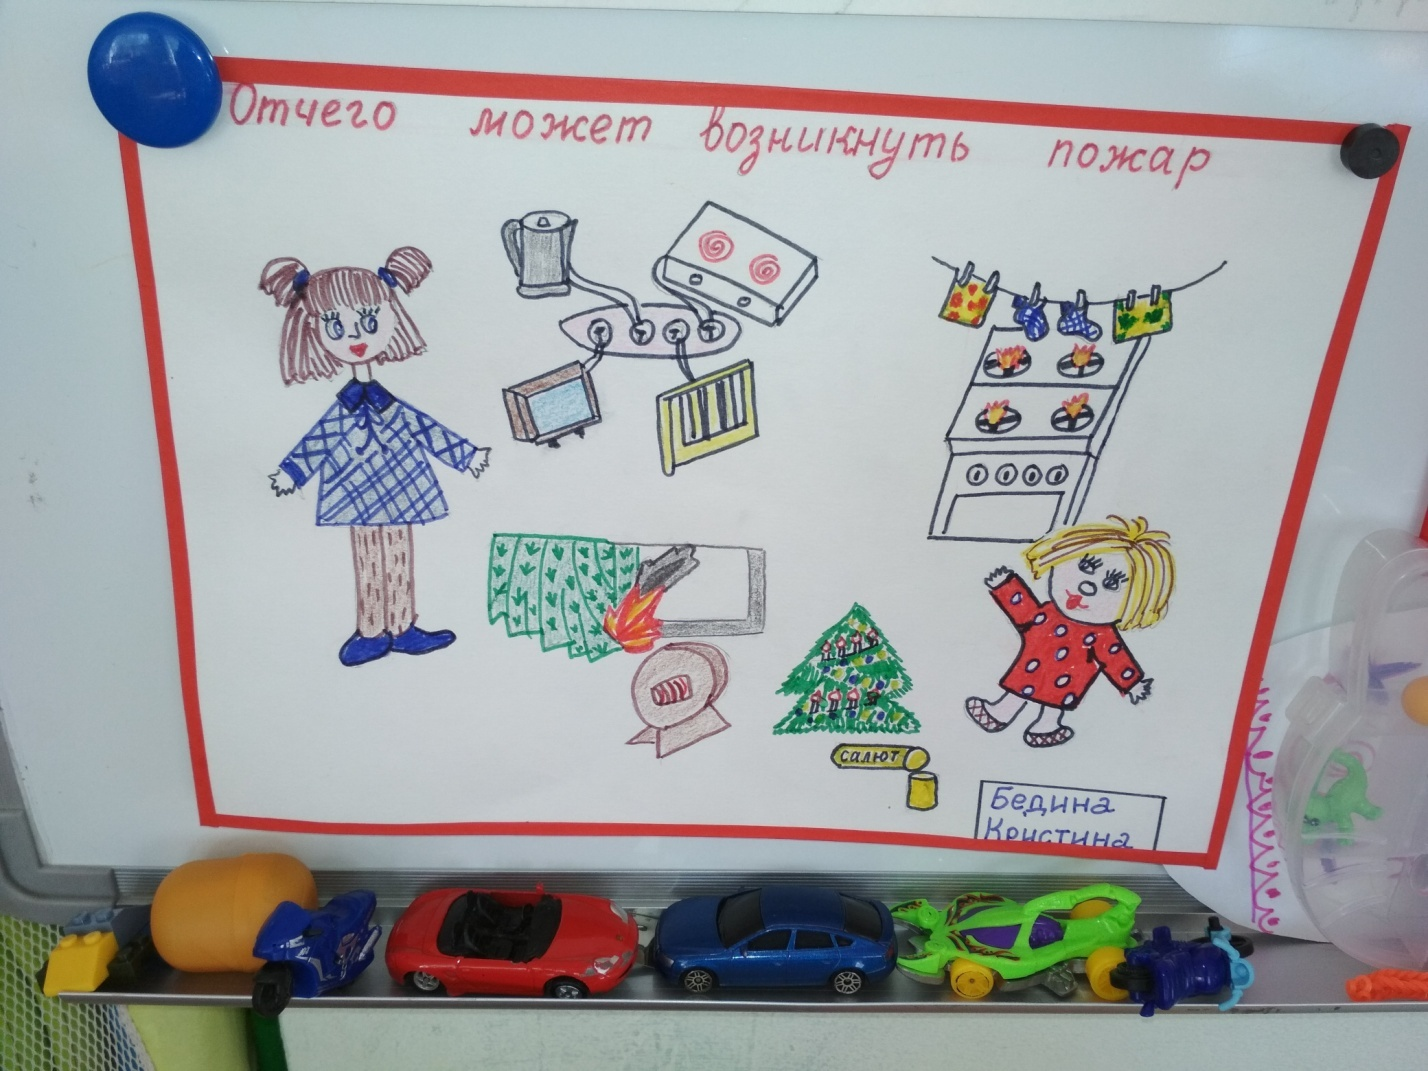 Отчего может возникнуть пожар
салют
Бедина
Кристина